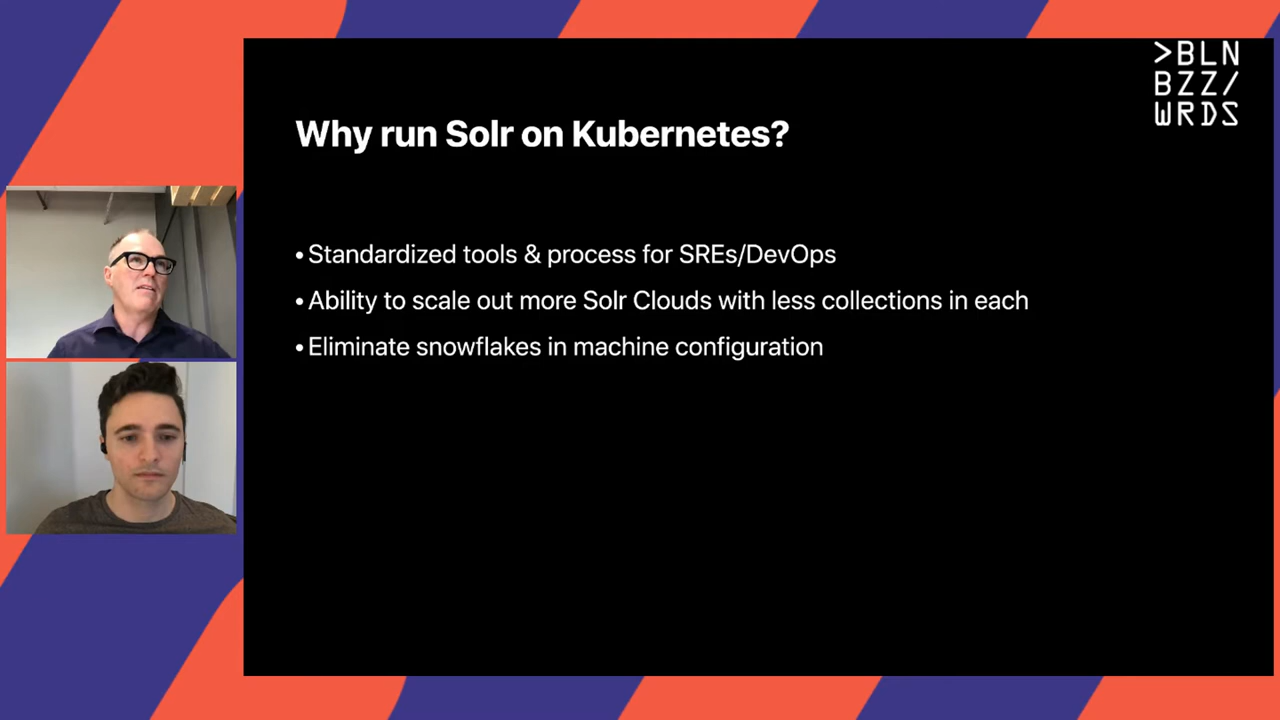 >BLN
BZZ/
WRDS
Why run Solr on Kubernetes?
• Standardized tools & process for SREs/DevOps
• Ability to scale out more Solr Clouds with less collections in each
• Eliminate snowflakes in machine configuration